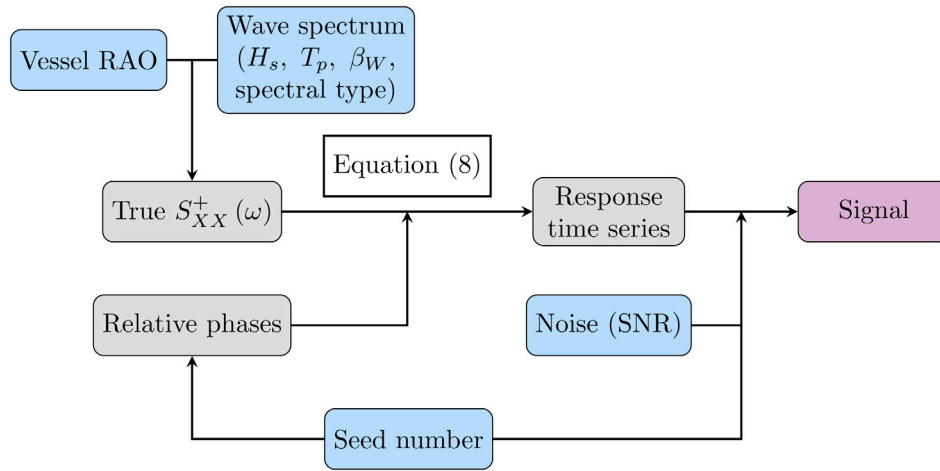 Vessel RAO
Wave spectrum
(H_s, T_p, β_W,
spectral type)
Equation (8)
True S_{XX}^{+}(ω)
Response
time series
Signal
Relative phases
Noise (SNR)
Seed number